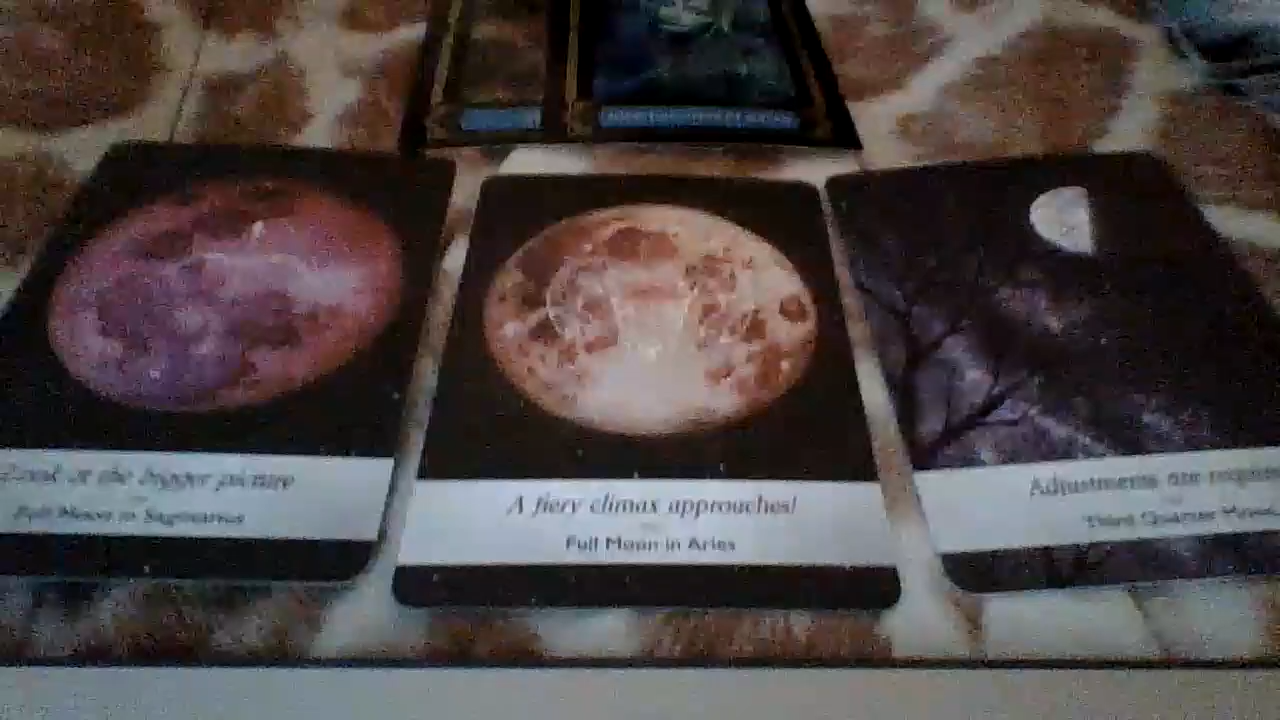 Look at the bigger picture
Full Moon in Sagittarius
A fiery climax approaches!
Full Moon in Aries
Adjustments are
Third Quarter Moon